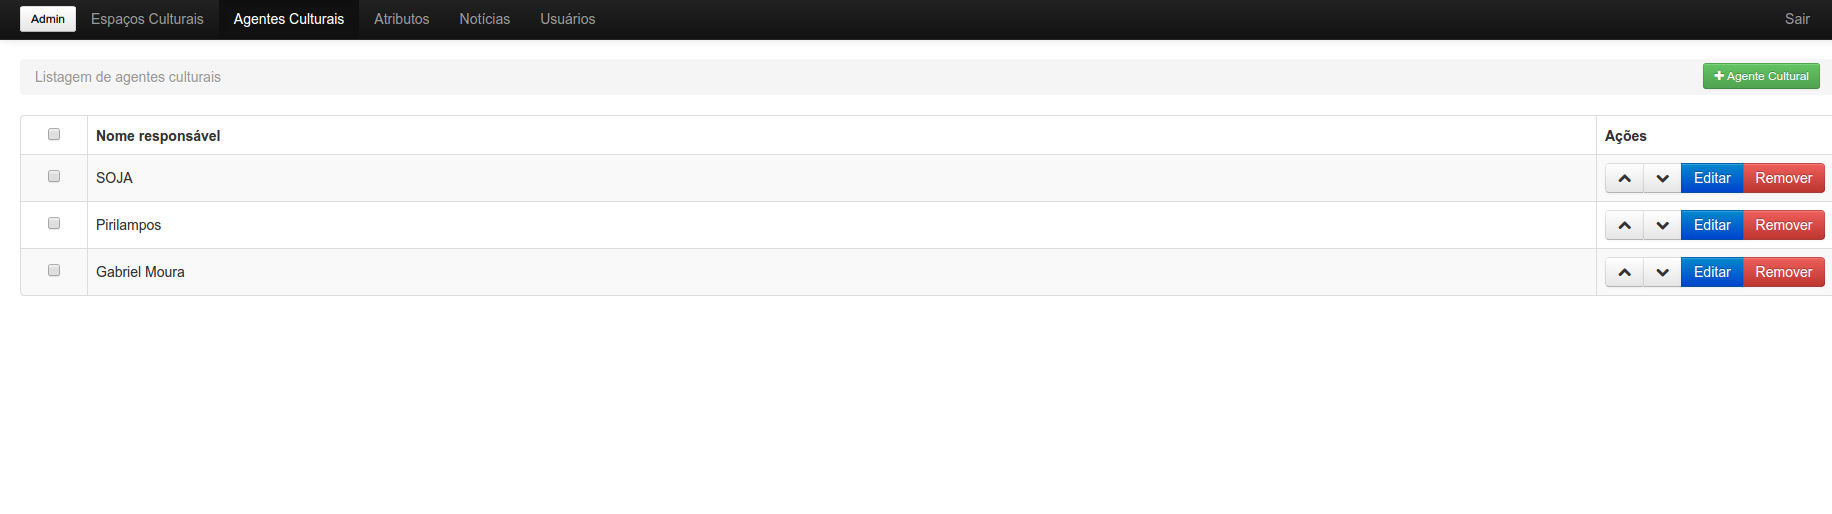 Admin Espaços Culturais Agentes Culturais Atributos Notícias Usuários Sair
Listagem de agentes culturais Agente Cultural
Nome responsável Ações
SOJA Editar Remover
Pirilampos Editar Remover
Gabriel Moura Editar Remover